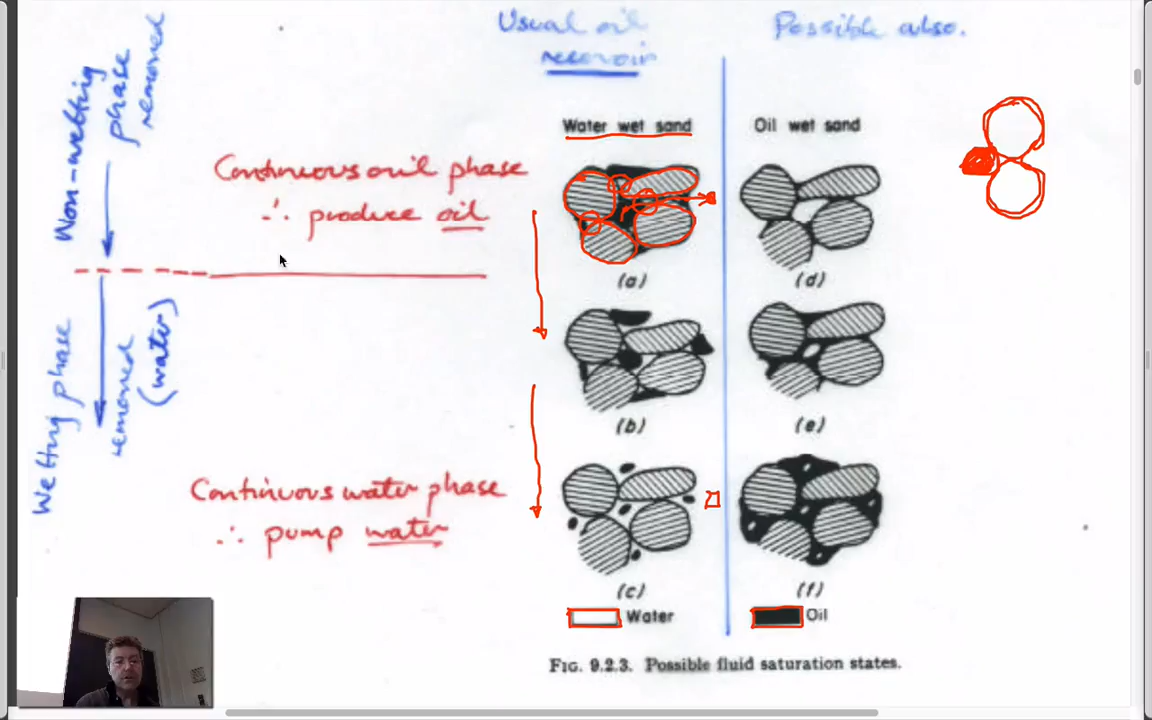 Usual oil
reservoir
Possible also.
Non-wetting
phase
removed
Water wet sand
Oil wet sand
Continuous oil phase
∴ produce oil
(a)
(d)
Wetting phase
removed
(water)
(b)
(e)
Continuous water phase
∴ pump water
(c)
(f)
Water
Oil
FIG. 9.2.3. Possible fluid saturation states.